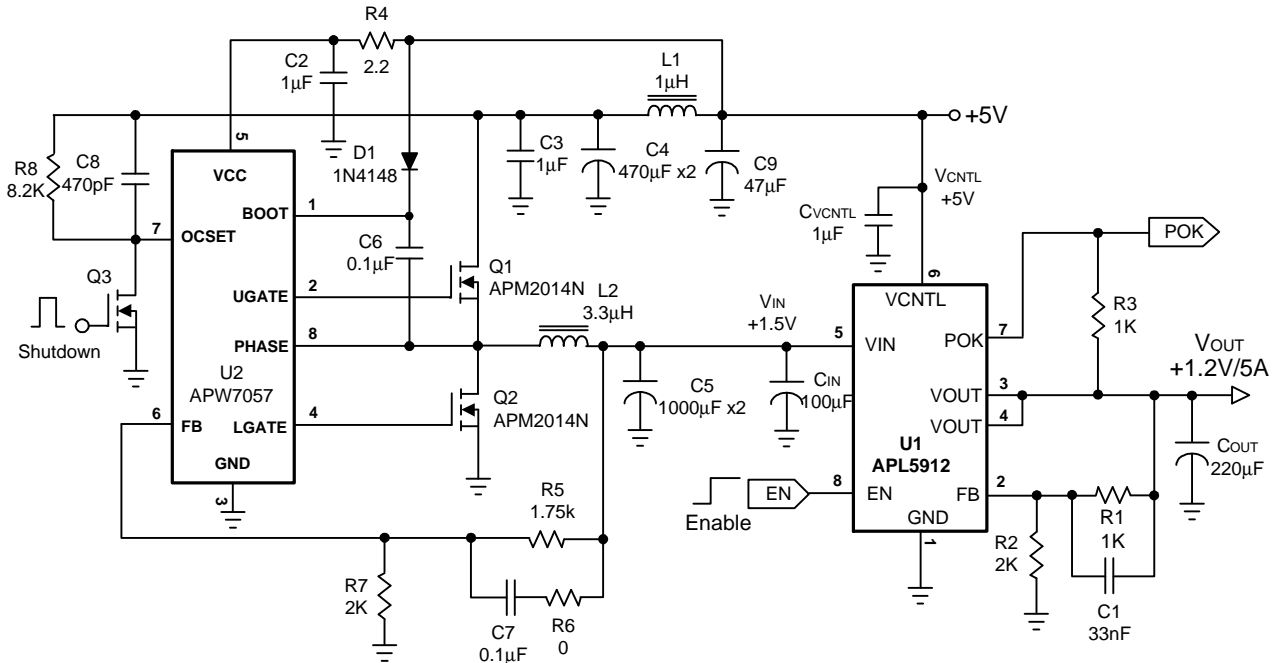 R4
2.2
C2
1µF
L1
1µH
+5V
R8
8.2K
C8
470pF
5
VCC
D1
1N4148
C3
1µF
C4
470µF x2
C9
47µF
VCNTL
+5V
CVCNTL
1µF
BOOT
1
7
OCSET
C6
0.1µF
Q3
Shutdown
UGATE
2
Q1
APM2014N
L2
3.3µH
PHASE
8
U2
APW7057
6
FB
LGATE
4
Q2
APM2014N
GND
3
C5
1000µF x2
VIN
+1.5V
CIN
100µF
6
VCNTL
5
VIN
POK
7
POK
R3
1K
VOUT
3
VOUT
4
VOUT
+1.2V/5A
COUT
220µF
U1
APL5912
Enable
EN
8
EN
FB
2
GND
1
R1
1K
R2
2K
C1
33nF
R5
1.75k
R7
2K
C7
0.1µF
R6
0